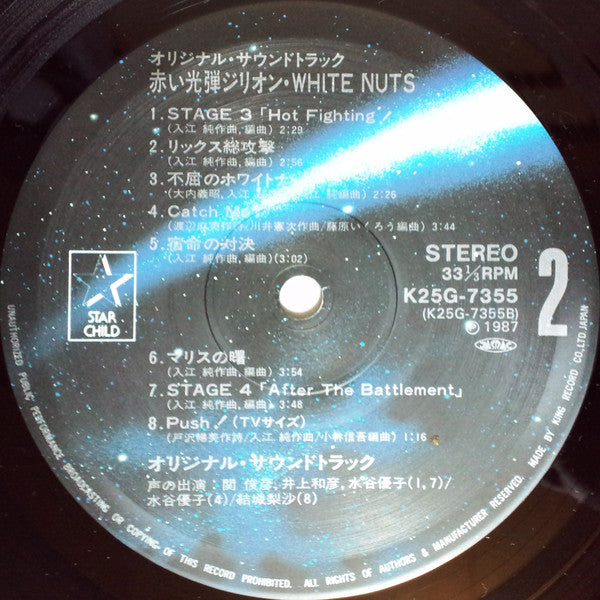 オリジナル・サウンドトラック
赤い光弾ジリオン・WHITE NUTS
1. STAGE 3「Hot Fighting!
(入江 純作曲, 編曲) 2:29
2. リックス総攻撃
(入江 純作曲, 編曲) 2:56
3. 不屈のホワイトナ
(大内義昭, 入江 純編曲) 2:26
4. Catch Me
川井憲次作曲/藤原いくろう編曲) 3:44
5. 宿命の対決
(入江 純作曲, 編曲)(3:02)
STEREO
33⅓RPM
K25G-7355
(K25G-7355B)
Ⓟ1987
JASRAC
2
STAR
CHILD
6. マリスの曙
(入江 純作曲, 編曲) 3:54
7. STAGE 4「After The Battlement」
(入江 純作曲, 編曲) 3:48
8. Push! (TVサイズ)
(戸沢暢美作詩/入江 純作曲/小林信吾編曲) 1:16
オリジナル・サウンドトラック
声の出演: 関 俊彦, 井上和彦, 水谷優子(1, 7)/
水谷優子(4)/結城梨沙(8)
UNAUTHORIZED PUBLIC PERFORMANCE BROADCASTING OR COPYING OF THIS RECORD PROHIBITED. ALL RIGHTS OF AUTHORS AND MANUFACTURER RESERVED. MADE BY KING RECORD CO., LTD. JAPAN